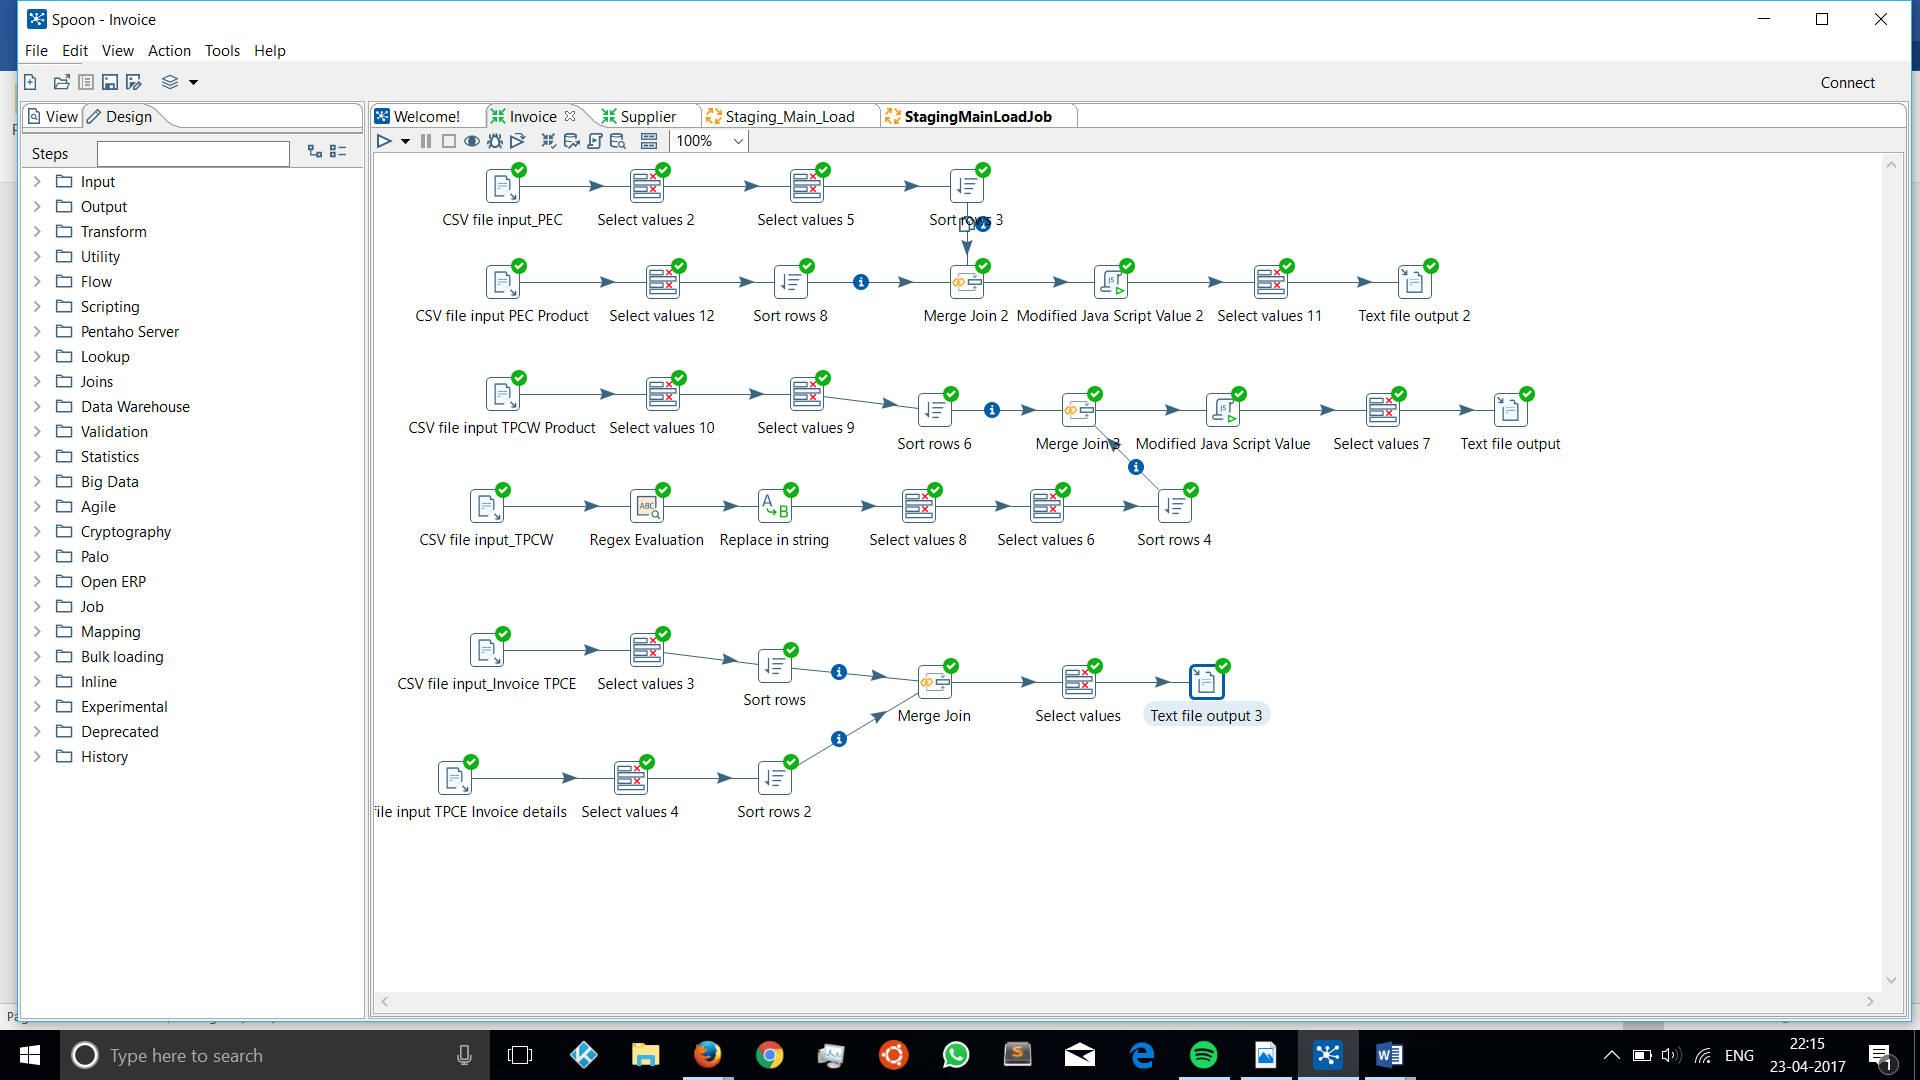 Spoon - Invoice
File Edit View Action Tools Help
Connect
View Design
Welcome! Invoice Supplier Staging_Main_Load StagingMainLoadJob
100%
Steps
Input
Output
Transform
Utility
Flow
Scripting
Pentaho Server
Lookup
Joins
Data Warehouse
Validation
Statistics
Big Data
Agile
Cryptography
Palo
Open ERP
Job
Mapping
Bulk loading
Inline
Experimental
Deprecated
History
CSV file input_PEC Select values 2 Select values 5 Sort rows 3
CSV file input PEC Product Select values 12 Sort rows 8 Merge Join 2 Modified Java Script Value 2 Select values 11 Text file output 2
CSV file input TPCW Product Select values 10 Select values 9 Sort rows 6 Merge Join 3 Modified Java Script Value Select values 7 Text file output
CSV file input_TPCW Regex Evaluation Replace in string Select values 8 Select values 6 Sort rows 4
CSV file input_Invoice TPCE Select values 3 Sort rows Merge Join Select values Text file output 3
file input TPCE Invoice details Select values 4 Sort rows 2
Type here to search
ENG
22:15
23-04-2017
1